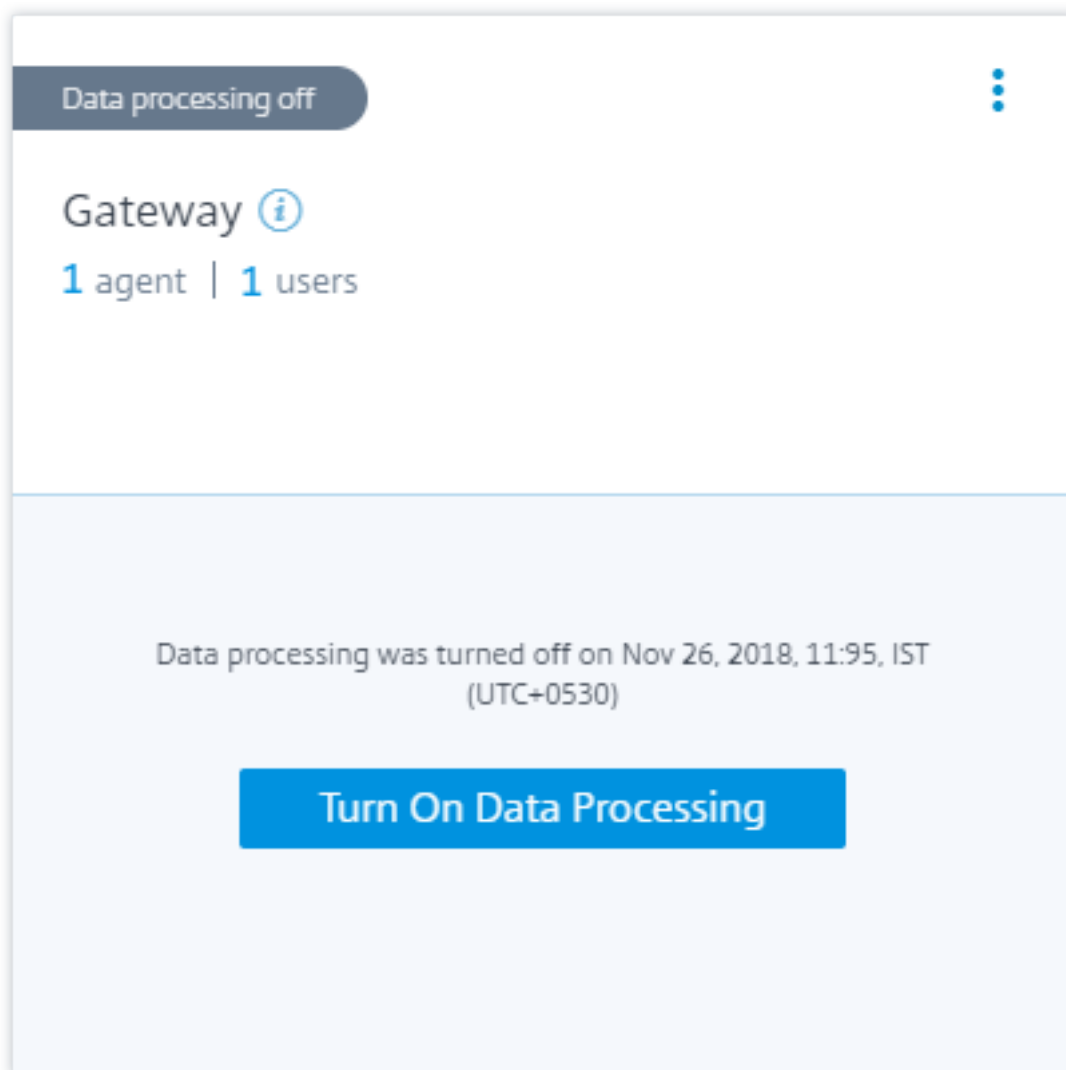 Data processing off
Gateway i
1 agent | 1 users
Data processing was turned off on Nov 26, 2018, 11:95, IST
(UTC+0530)
Turn On Data Processing